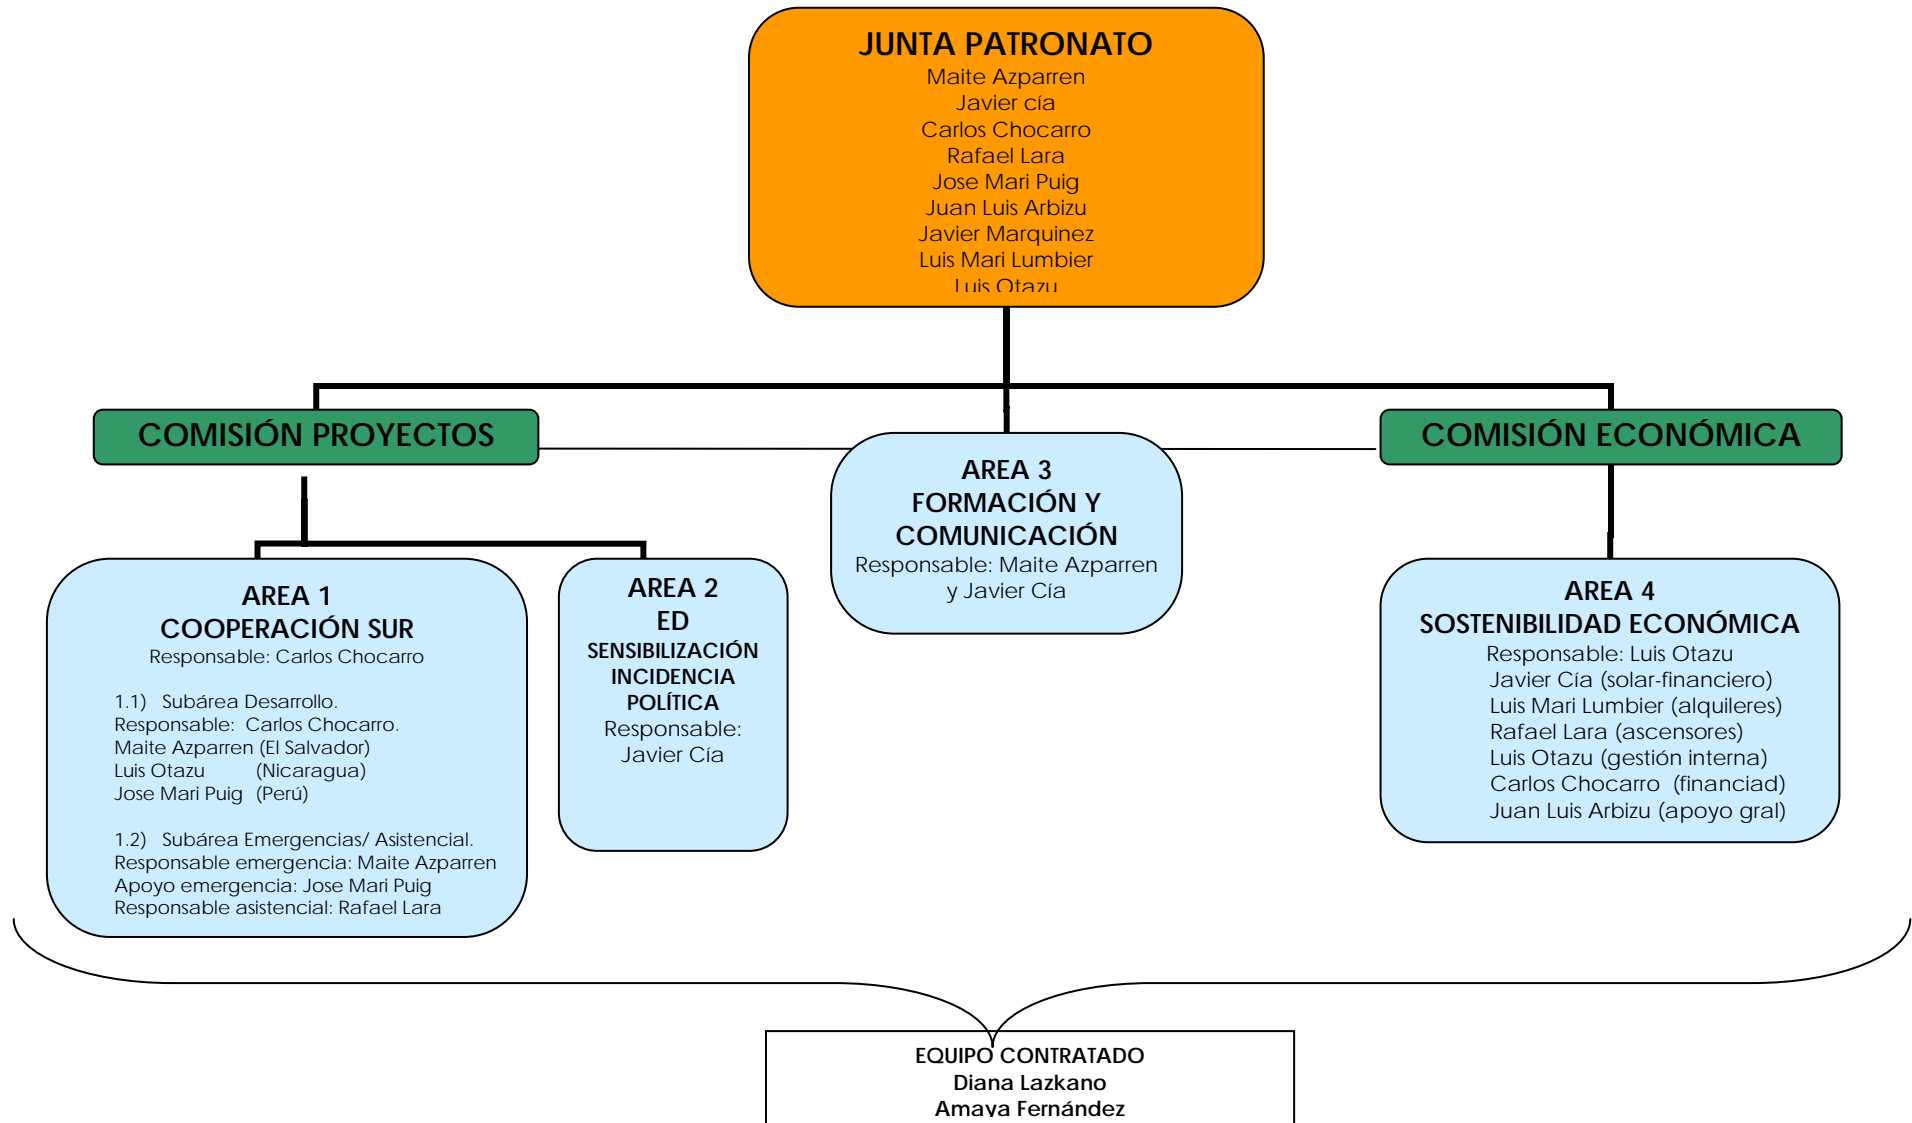 JUNTA PATRONATO
Maite Azparren
Javier cía
Carlos Chocarro
Rafael Lara
Jose Mari Puig
Juan Luis Arbizu
Javier Marquinez
Luis Mari Lumbier
Luis Otazu
COMISIÓN PROYECTOS
COMISIÓN ECONÓMICA
AREA 3
FORMACIÓN Y
COMUNICACIÓN
Responsable: Maite Azparren
y Javier Cía
AREA 1
COOPERACIÓN SUR
Responsable: Carlos Chocarro
1.1) Subárea Desarrollo.
Responsable: Carlos Chocarro.
Maite Azparren (El Salvador)
Luis Otazu (Nicaragua)
Jose Mari Puig (Perú)
1.2) Subárea Emergencias/ Asistencial.
Responsable emergencia: Maite Azparren
Apoyo emergencia: Jose Mari Puig
Responsable asistencial: Rafael Lara
AREA 2
ED
SENSIBILIZACIÓN
INCIDENCIA
POLÍTICA
Responsable:
Javier Cía
AREA 4
SOSTENIBILIDAD ECONÓMICA
Responsable: Luis Otazu
Javier Cía (solar-financiero)
Luis Mari Lumbier (alquileres)
Rafael Lara (ascensores)
Luis Otazu (gestión interna)
Carlos Chocarro (financiad)
Juan Luis Arbizu (apoyo gral)
EQUIPO CONTRATADO
Diana Lazkano
Amaya Fernández